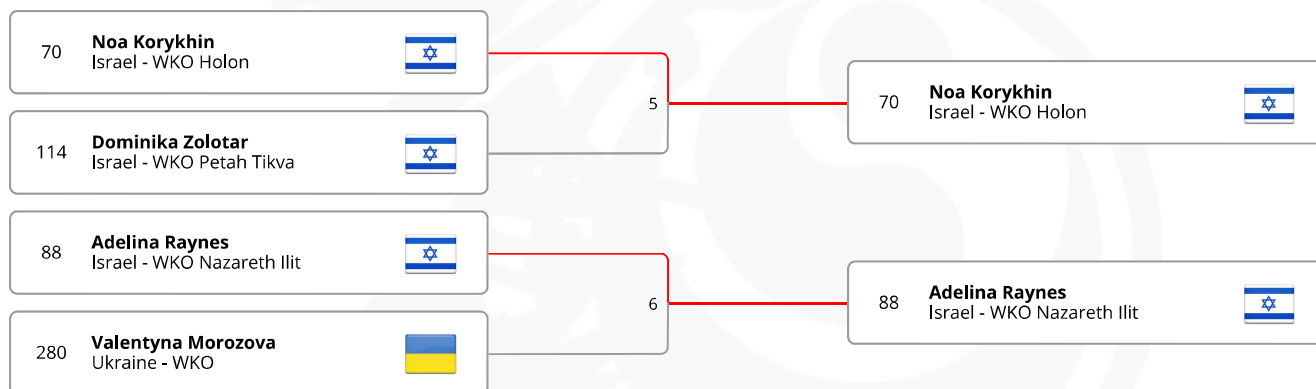 70
Noa Korykhin
Israel - WKO Holon
114
Dominika Zolotar
Israel - WKO Petah Tikva
5
70
Noa Korykhin
Israel - WKO Holon
88
Adelina Raynes
Israel - WKO Nazareth Ilit
280
Valentyna Morozova
Ukraine - WKO
6
88
Adelina Raynes
Israel - WKO Nazareth Ilit